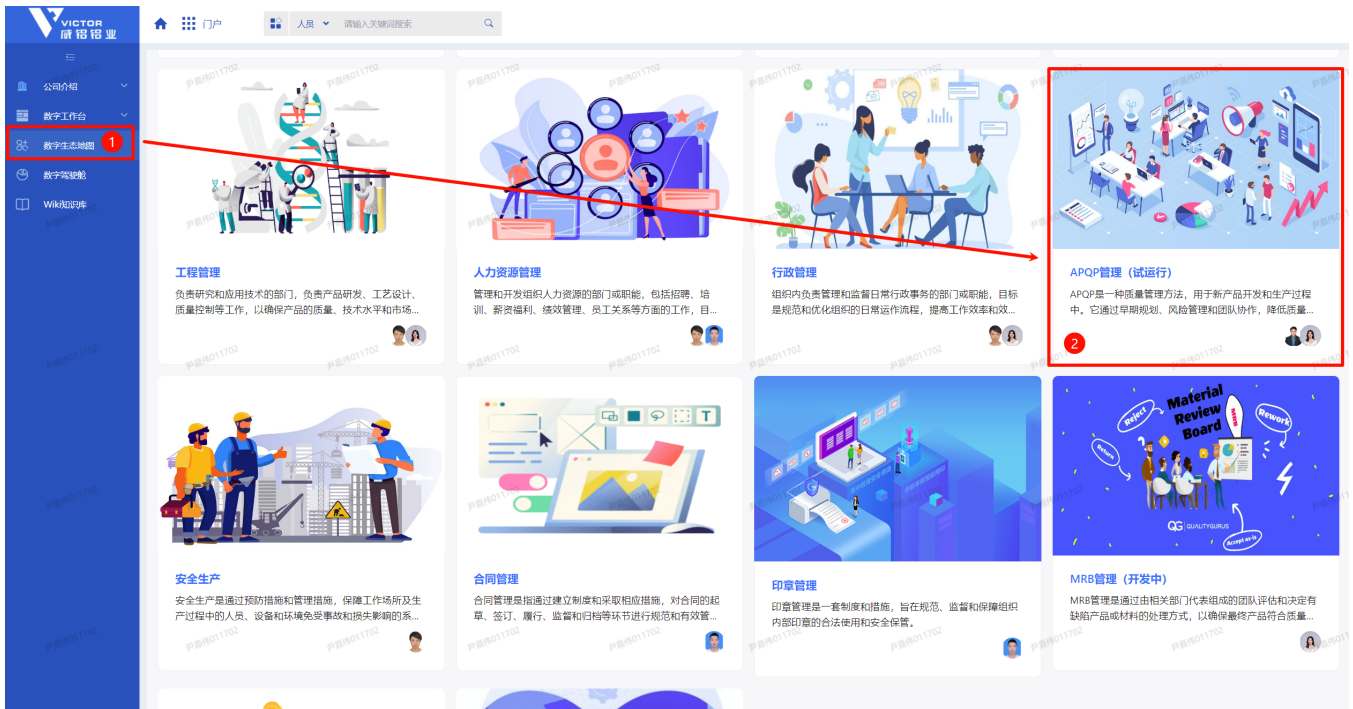 VICTOR
威铝铝业
门户
人员
请输入关键词搜索
公司介绍
数字工作台
数字生态地图
1
数字驾驶舱
Wiki知识库
工程管理
负责研究和应用技术的部门，负责产品研发、工艺设计、
质量控制等工作，以确保产品的质量、技术水平和市场...
人力资源管理
管理和开发组织人力资源的部门或职能，包括招聘、培
训、薪资福利、绩效管理、员工关系等方面的工作，目...
行政管理
组织内负责管理和监督日常行政事务的部门或职能，目标
是规范和优化组织的日常运作流程，提高工作效率和效...
APQP管理（试运行）
APQP是一种质量管理方法，用于新产品开发和生产过程
中。它通过早期规划、风险管理和团队协作，降低质量...
2
安全生产
安全生产是通过预防措施和管理措施，保障工作场所及生
产过程中的人员、设备和环境免受事故和损失影响的系...
合同管理
合同管理是指通过建立制度和采取相应措施，对合同的起
草、签订、履行、监督和归档等环节进行规范和有效管...
T
印章管理
印章管理是一套制度和措施，旨在规范、监督和保障组织
内部印章的合法使用和安全保管。
Material
Review
Board
Reject
Rework
Return
MRB
QG QUALITYGURUS
Accept as-is
MRB管理（开发中）
MRB管理是通过由相关部门代表组成的团队评估和决定有
缺陷产品或材料的处理方式，以确保最终产品符合质量...
尹嘉伟011702